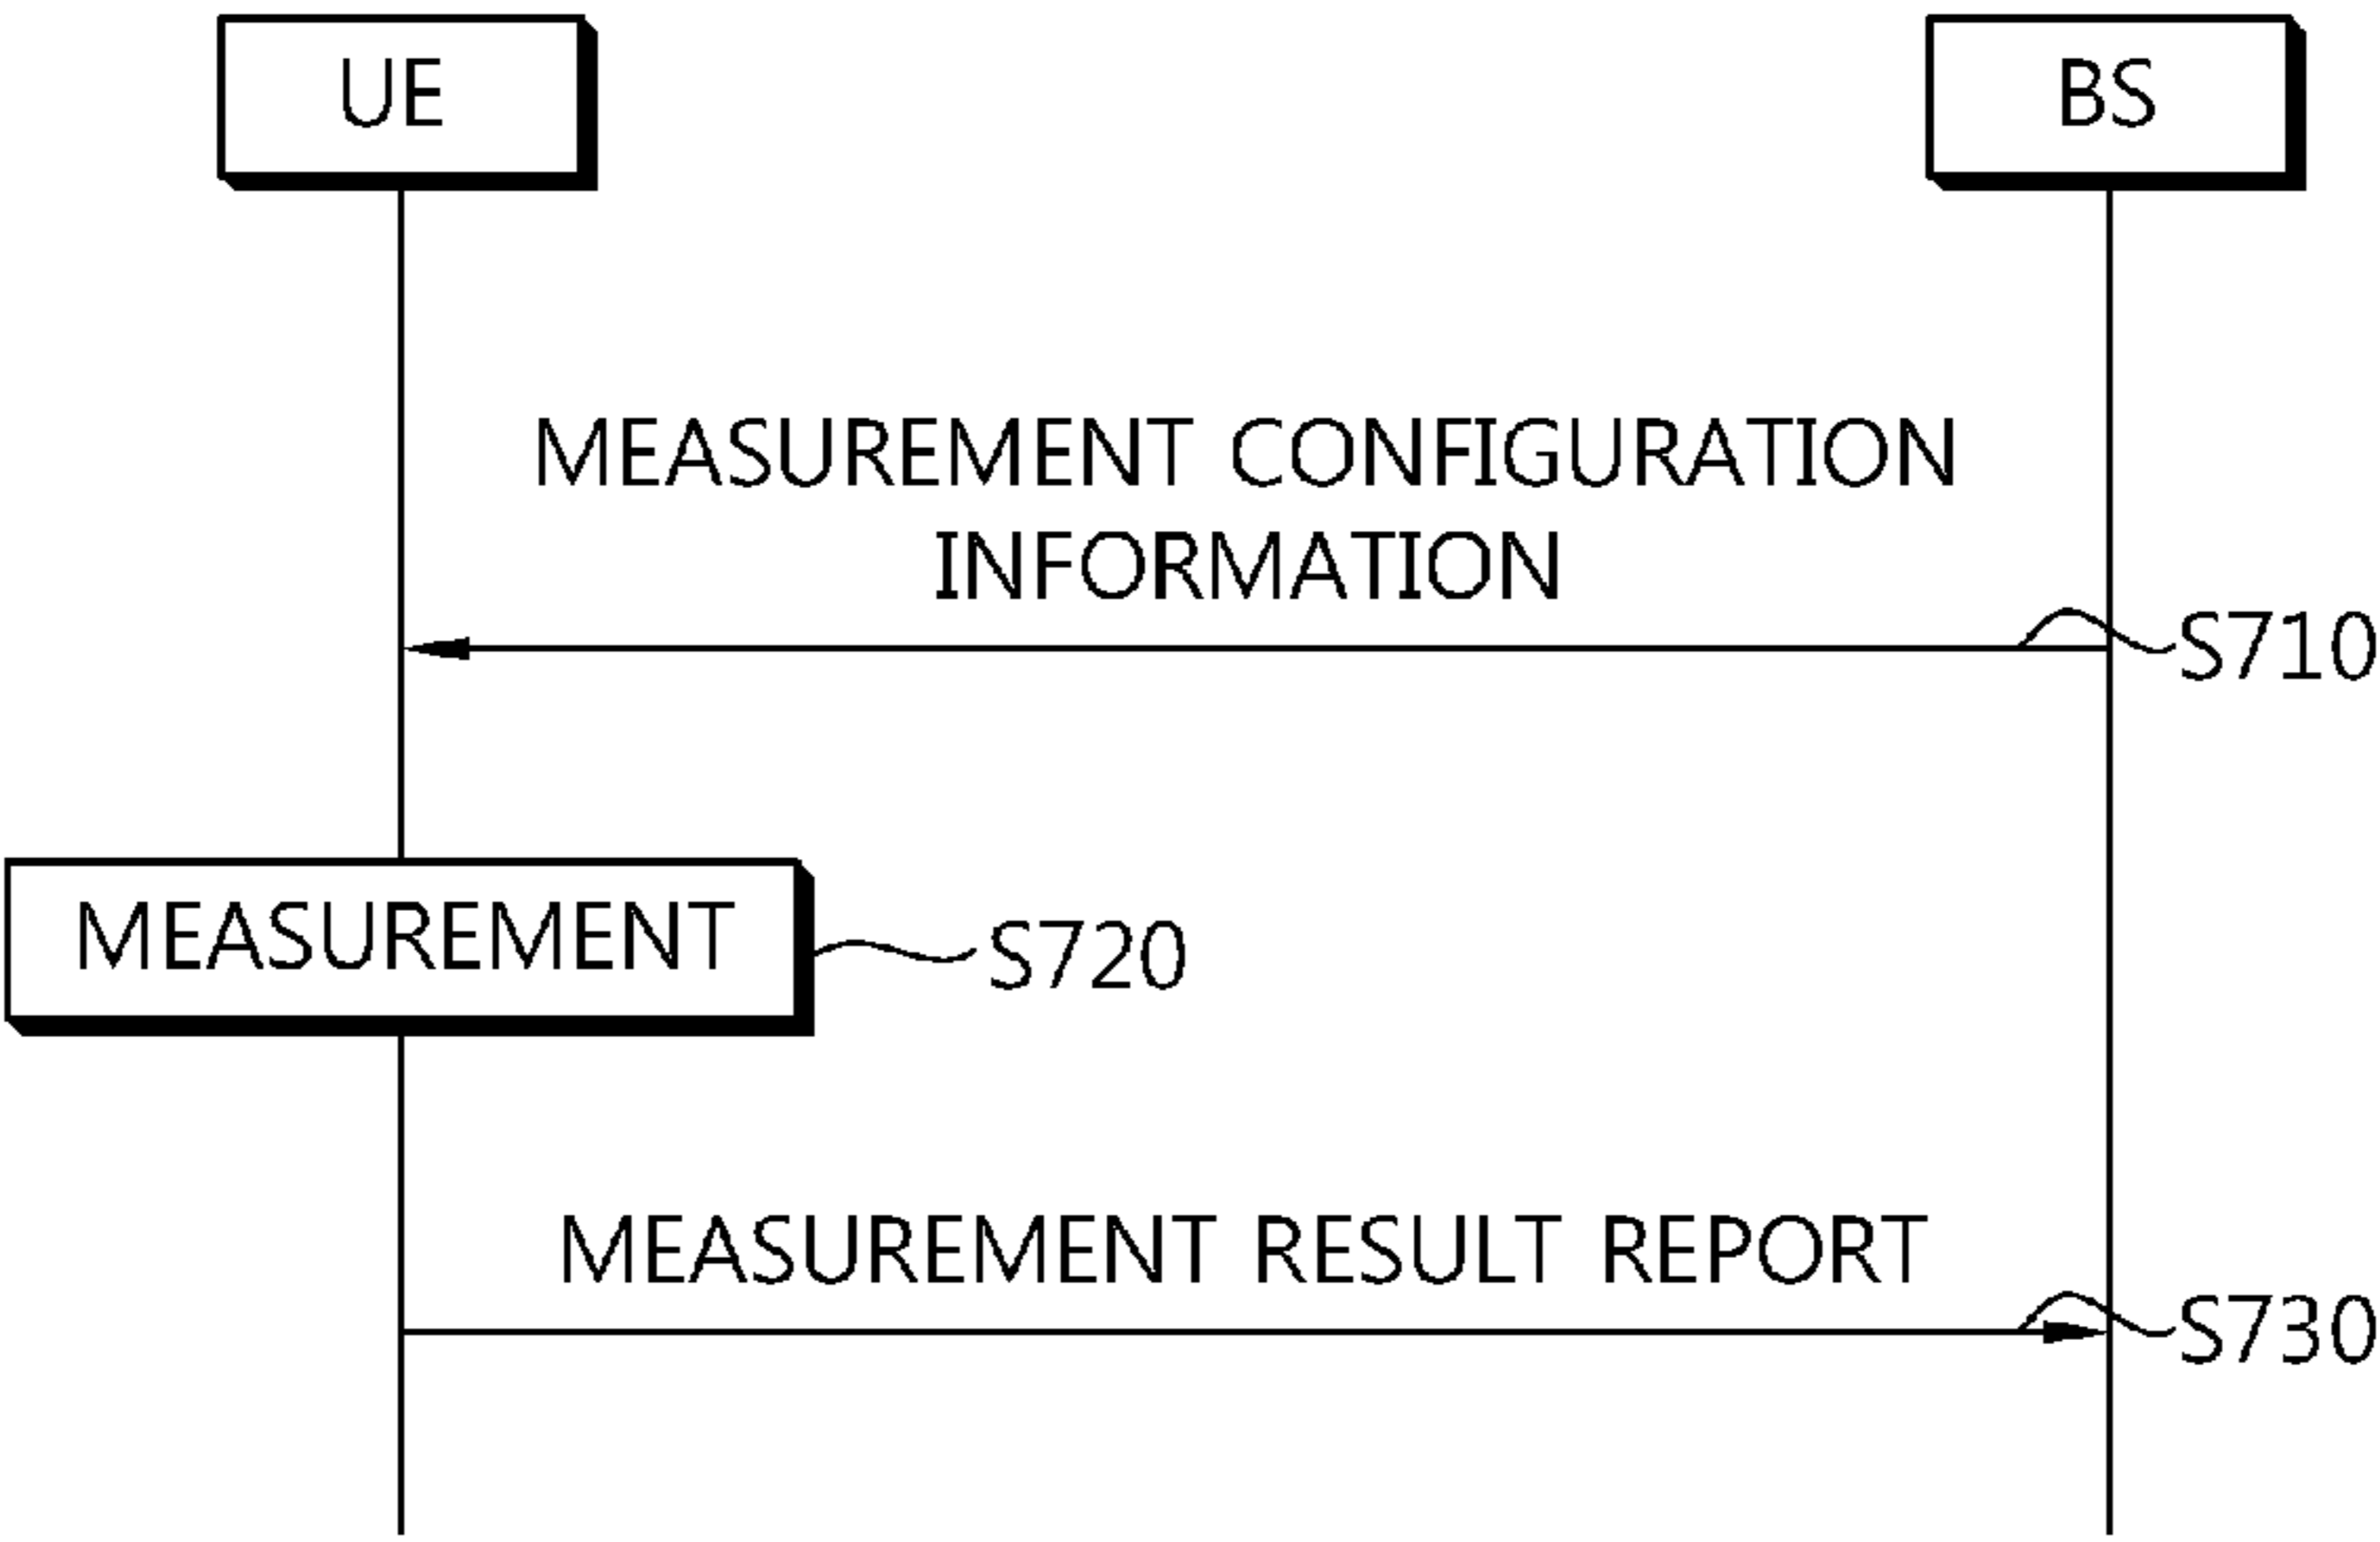 UE
BS
MEASUREMENT CONFIGURATION
INFORMATION
S710
MEASUREMENT
S720
MEASUREMENT RESULT REPORT
S730